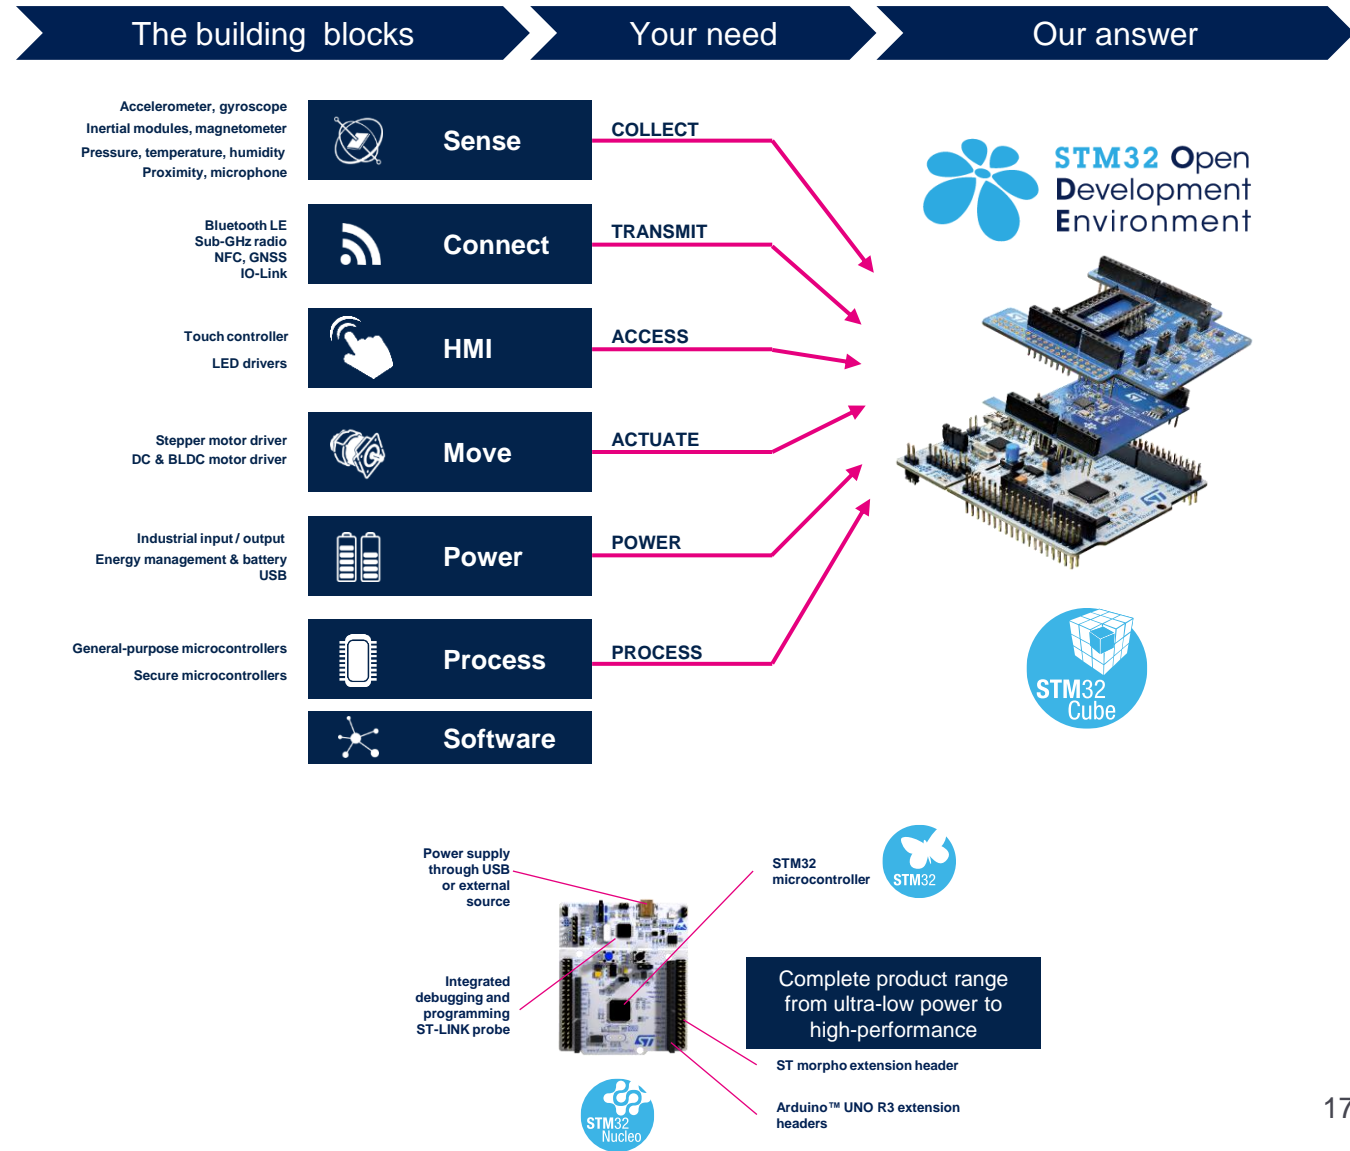 The building blocks
Your need
Our answer
Accelerometer, gyroscope
Inertial modules, magnetometer
Pressure, temperature, humidity
Proximity, microphone
Sense
COLLECT
STM32 Open
Development
Environment
Bluetooth LE
Sub-GHz radio
NFC, GNSS
IO-Link
Connect
TRANSMIT
Touch controller
LED drivers
HMI
ACCESS
Stepper motor driver
DC & BLDC motor driver
Move
ACTUATE
Industrial input / output
Energy management & battery
USB
Power
POWER
General-purpose microcontrollers
Secure microcontrollers
Process
PROCESS
STM32
Cube
Software
Power supply
through USB
or external
source
STM32
microcontroller
STM32
Integrated
debugging and
programming
ST-LINK probe
Complete product range
from ultra-low power to
high-performance
ST morpho extension header
Arduino™ UNO R3 extension
headers
STM32
Nucleo
17